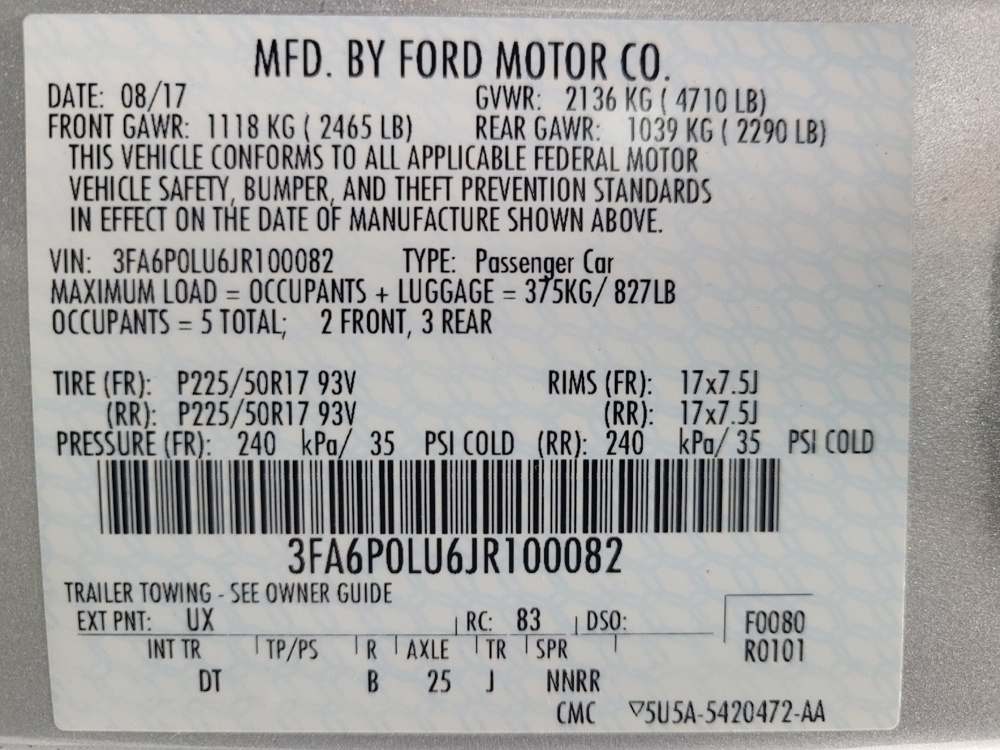 MFD. BY FORD MOTOR CO.
DATE: 08/17 GVWR: 2136 KG ( 4710 LB)
FRONT GAWR: 1118 KG ( 2465 LB) REAR GAWR: 1039 KG ( 2290 LB)
THIS VEHICLE CONFORMS TO ALL APPLICABLE FEDERAL MOTOR
VEHICLE SAFETY, BUMPER, AND THEFT PREVENTION STANDARDS
IN EFFECT ON THE DATE OF MANUFACTURE SHOWN ABOVE.
VIN: 3FA6P0LU6JR100082 TYPE: Passenger Car
MAXIMUM LOAD = OCCUPANTS + LUGGAGE = 375KG/ 827LB
OCCUPANTS = 5 TOTAL; 2 FRONT, 3 REAR
TIRE (FR): P225/50R17 93V RIMS (FR): 17x7.5J
(RR): P225/50R17 93V (RR): 17x7.5J
PRESSURE (FR): 240 kPa/ 35 PSI COLD (RR): 240 kPa/ 35 PSI COLD
3FA6P0LU6JR100082
TRAILER TOWING - SEE OWNER GUIDE
EXT PNT: UX RC: 83 DSO: F0080
INT TR TP/PS R AXLE TR SPR R0101
DT B 25 J NNRR
CMC ▽5U5A-5420472-AA